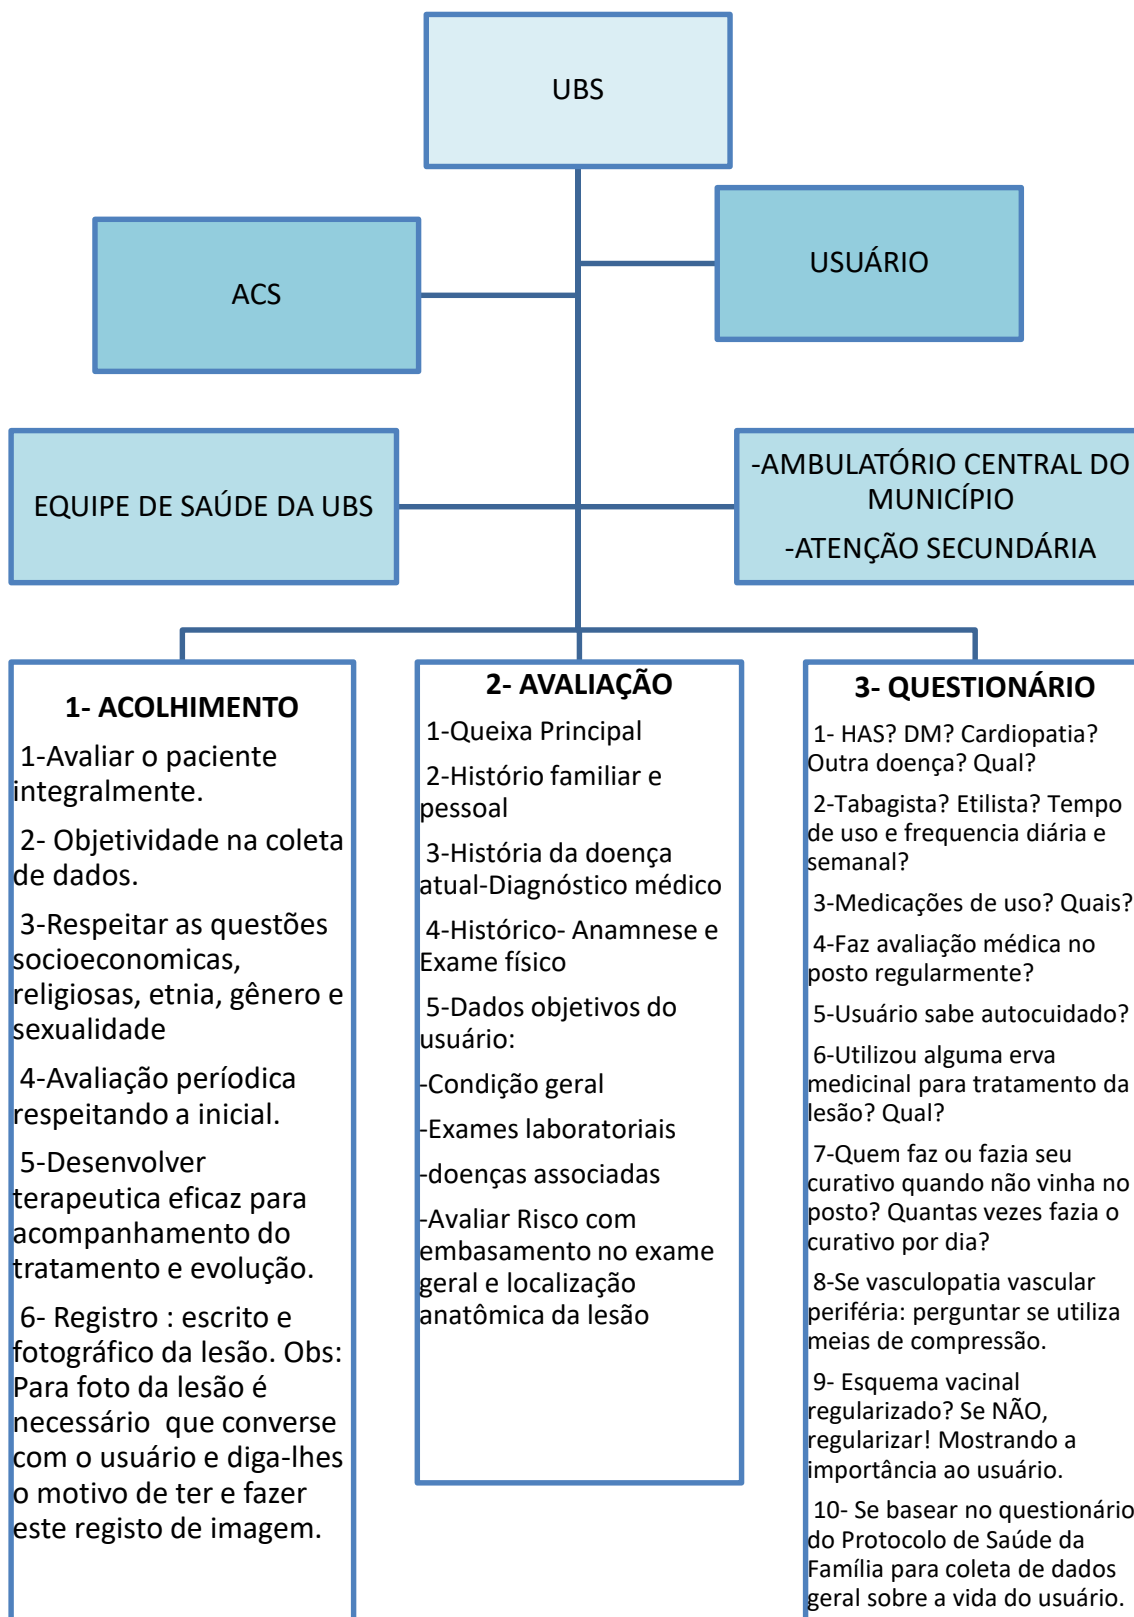 UBS
USUÁRIO
ACS
EQUIPE DE SAÚDE DA UBS
-AMBULATÓRIO CENTRAL DO
MUNICÍPIO
-ATENÇÃO SECUNDÁRIA
1- ACOLHIMENTO
1-Avaliar o paciente
integralmente.
2- Objetividade na coleta
de dados.
3-Respeitar as questões
socioeconomicas,
religiosas, etnia, gênero e
sexualidade
4-Avaliação períodica
respeitando a inicial.
5-Desenvolver
terapeutica eficaz para
acompanhamento do
tratamento e evolução.
6- Registro : escrito e
fotográfico da lesão. Obs:
Para foto da lesão é
necessário que converse
com o usuário e diga-lhes
o motivo de ter e fazer
este registo de imagem.
2- AVALIAÇÃO
1-Queixa Principal
2-Histório familiar e
pessoal
3-História da doença
atual-Diagnóstico médico
4-Histórico- Anamnese e
Exame físico
5-Dados objetivos do
usuário:
-Condição geral
-Exames laboratoriais
-doenças associadas
-Avaliar Risco com
embasamento no exame
geral e localização
anatômica da lesão
3- QUESTIONÁRIO
1- HAS? DM? Cardiopatia?
Outra doença? Qual?
2-Tabagista? Etilista? Tempo
de uso e frequencia diária e
semanal?
3-Medicações de uso? Quais?
4-Faz avaliação médica no
posto regularmente?
5-Usuário sabe autocuidado?
6-Utilizou alguma erva
medicinal para tratamento da
lesão? Qual?
7-Quem faz ou fazia seu
curativo quando não vinha no
posto? Quantas vezes fazia o
curativo por dia?
8-Se vasculopatia vascular
periféria: perguntar se utiliza
meias de compressão.
9- Esquema vacinal
regularizado? Se NÃO,
regularizar! Mostrando a
importância ao usuário.
10- Se basear no questionário
do Protocolo de Saúde da
Família para coleta de dados
geral sobre a vida do usuário.